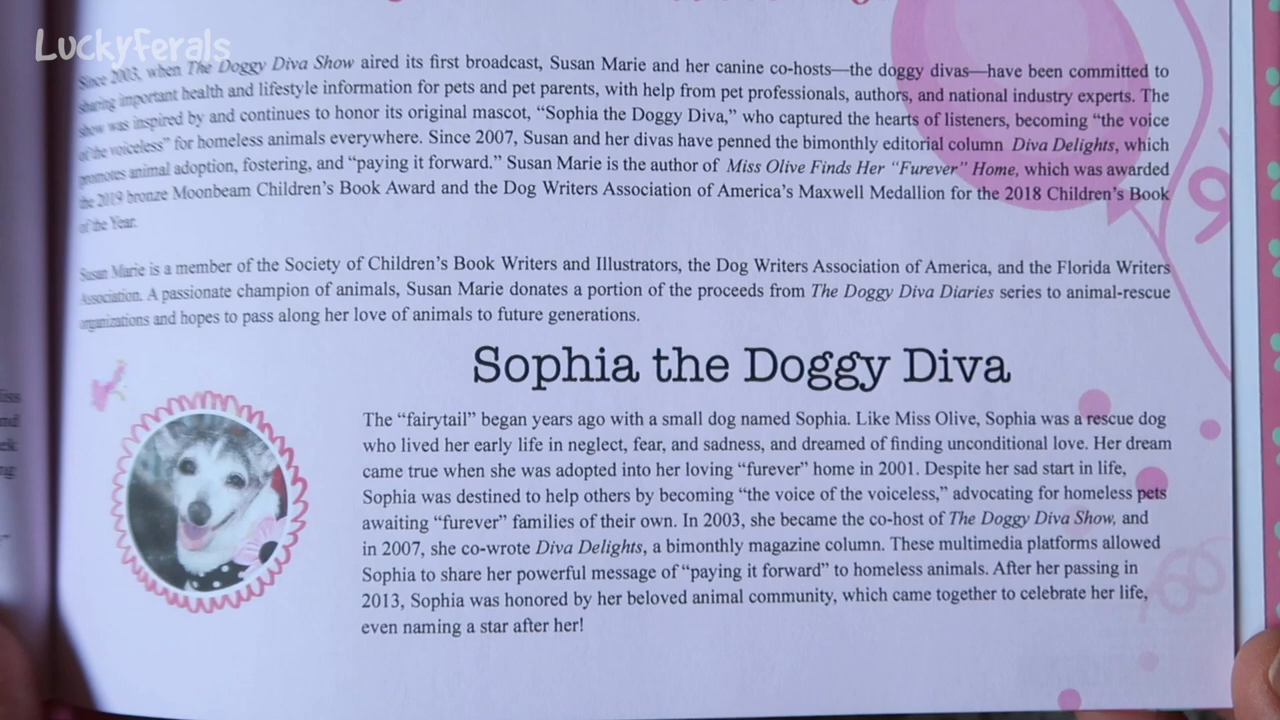 LuckyFerals
Since 2003, when The Doggy Diva Show aired its first broadcast, Susan Marie and her canine co-hosts—the doggy divas—have been committed to
sharing important health and lifestyle information for pets and pet parents, with help from pet professionals, authors, and national industry experts. The
show was inspired by and continues to honor its original mascot, “Sophia the Doggy Diva,” who captured the hearts of listeners, becoming “the voice
of the voiceless” for homeless animals everywhere. Since 2007, Susan and her divas have penned the bimonthly editorial column Diva Delights, which
promotes animal adoption, fostering, and “paying it forward.” Susan Marie is the author of Miss Olive Finds Her “Furever” Home, which was awarded
the 2019 bronze Moonbeam Children’s Book Award and the Dog Writers Association of America’s Maxwell Medallion for the 2018 Children’s Book
of the Year.
Susan Marie is a member of the Society of Children’s Book Writers and Illustrators, the Dog Writers Association of America, and the Florida Writers
Association. A passionate champion of animals, Susan Marie donates a portion of the proceeds from The Doggy Diva Diaries series to animal-rescue
organizations and hopes to pass along her love of animals to future generations.
Sophia the Doggy Diva
The “fairytail” began years ago with a small dog named Sophia. Like Miss Olive, Sophia was a rescue dog
who lived her early life in neglect, fear, and sadness, and dreamed of finding unconditional love. Her dream
came true when she was adopted into her loving “furever” home in 2001. Despite her sad start in life,
Sophia was destined to help others by becoming “the voice of the voiceless,” advocating for homeless pets
awaiting “furever” families of their own. In 2003, she became the co-host of The Doggy Diva Show, and
in 2007, she co-wrote Diva Delights, a bimonthly magazine column. These multimedia platforms allowed
Sophia to share her powerful message of “paying it forward” to homeless animals. After her passing in
2013, Sophia was honored by her beloved animal community, which came together to celebrate her life,
even naming a star after her!